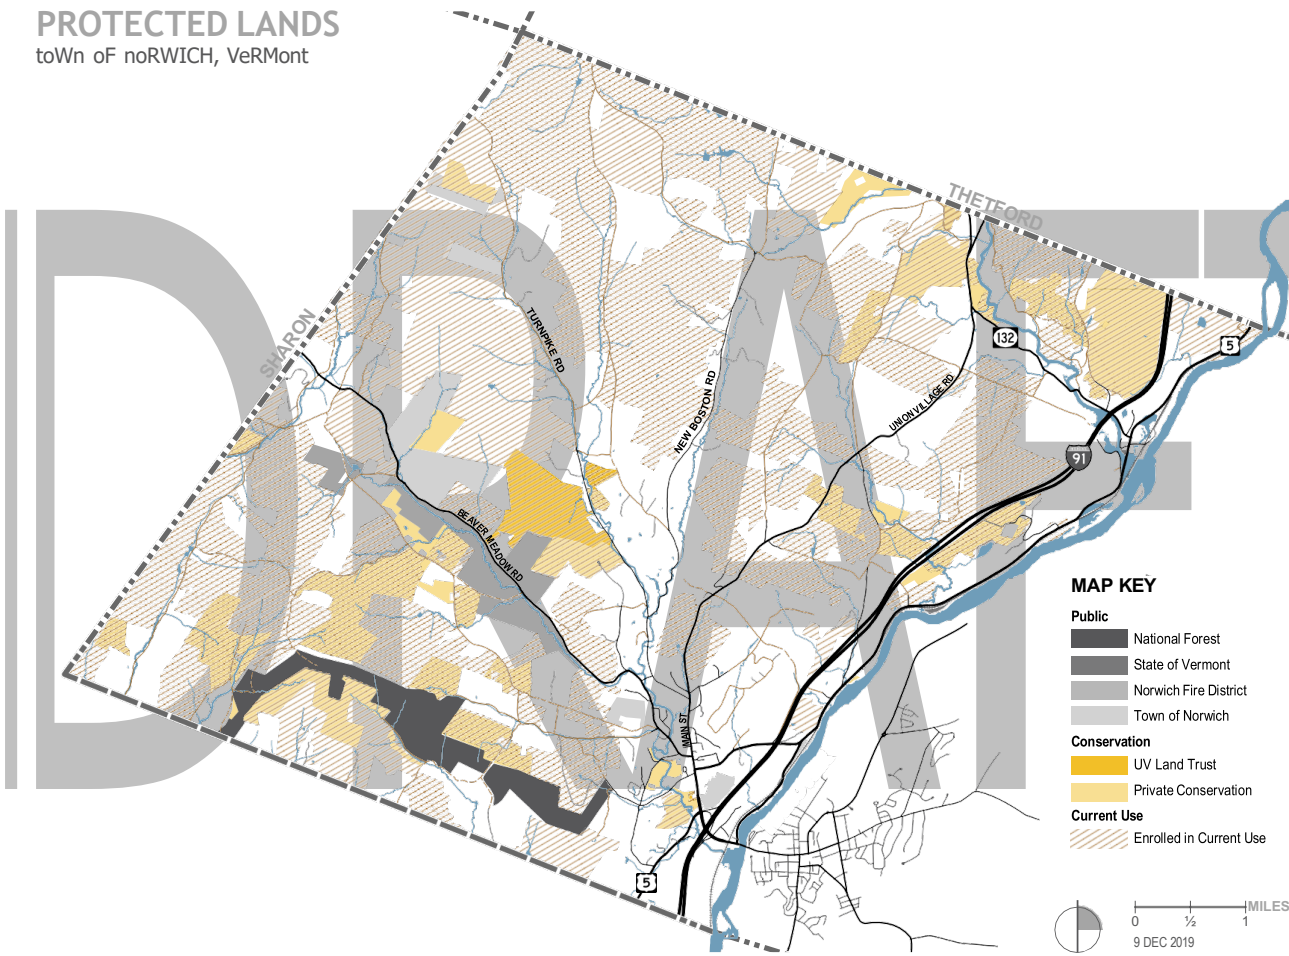 PROTECTED LANDS
toWn oF noRWICH, VeRMont
DRAFT
THETFORD
SHARON
TURNPIKE RD
132
5
NEW BOSTON RD
UNION VILLAGE RD
91
BEAVER MEADOW RD
MAIN ST
5
MAP KEY
Public
National Forest
State of Vermont
Norwich Fire District
Town of Norwich
Conservation
UV Land Trust
Private Conservation
Current Use
Enrolled in Current Use
MILES
0 ½ 1
9 DEC 2019